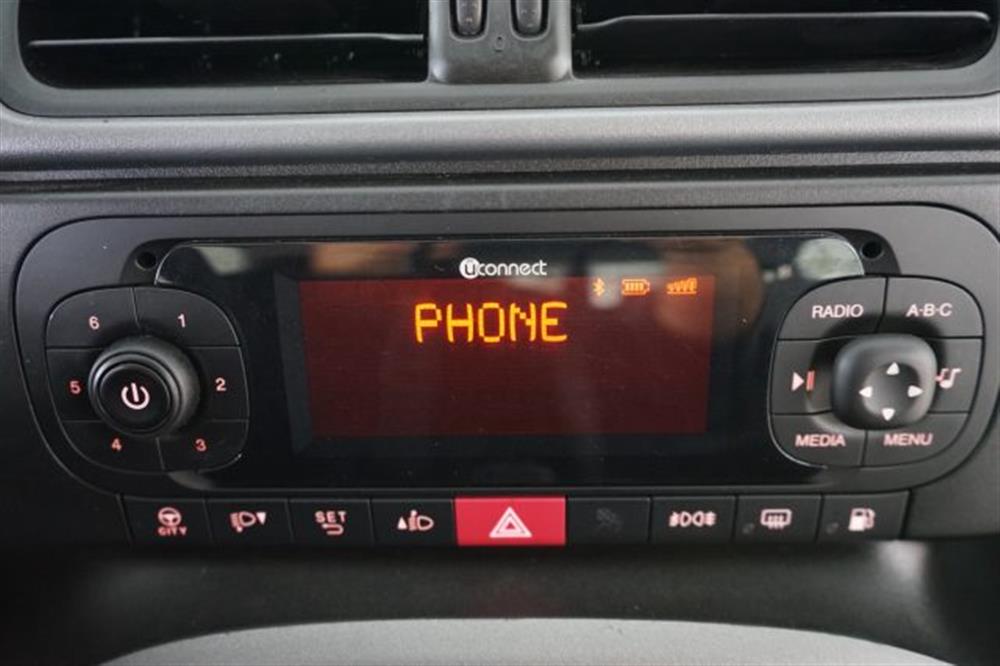 uconnect
PHONE
6 1
5 2
4 3
RADIO A-B-C
MEDIA MENU
CITY SET